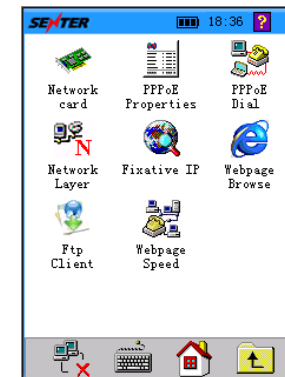 SENTER 18:36 ?
Network card
PPPoE Properties
PPPoE Dial
Network Layer
N
Fixative IP
Webpage Browse
Ftp Client
Webpage Speed